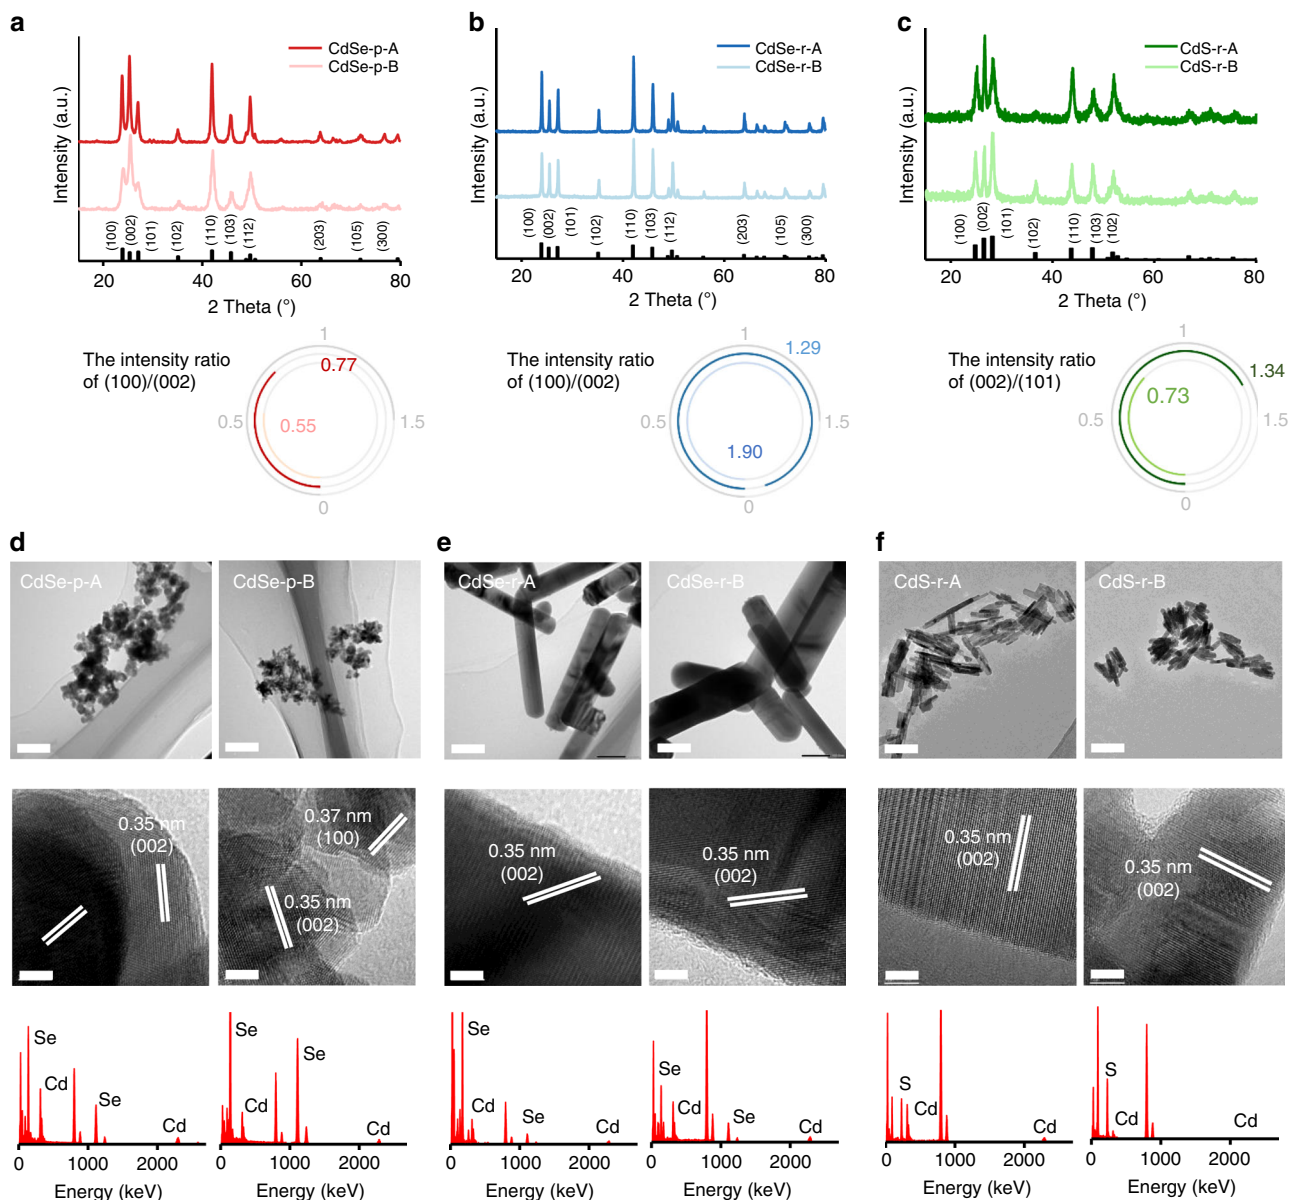 a
CdSe-p-A
CdSe-p-B
Intensity (a.u.)
(100)
(002)
(101)
(102)
(110)
(103)
(112)
(203)
(105)
(300)
20
40
60
80
2 Theta (°)
The intensity ratio
of (100)/(002)
1
0.77
0.5
0.55
1.5
0
b
CdSe-r-A
CdSe-r-B
Intensity (a.u.)
(100)
(002)
(101)
(102)
(110)
(103)
(112)
(203)
(105)
(300)
20
40
60
80
2 Theta (°)
The intensity ratio
of (100)/(002)
1
1.29
0.5
1.5
1.90
0
c
CdS-r-A
CdS-r-B
Intensity (a.u.)
(100)
(002)
(101)
(102)
(110)
(103)
(102)
20
40
60
80
2 Theta (°)
The intensity ratio
of (002)/(101)
1
1.34
0.73
0.5
1.5
0
d
CdSe-p-A
CdSe-p-B
0.35 nm
(002)
0.37 nm
(100)
0.35 nm
(002)
Se
Cd
Se
Cd
0
1000
2000
Energy (keV)
Se
Se
Cd
Cd
0
1000
2000
Energy (keV)
e
CdSe-r-A
CdSe-r-B
0.35 nm
(002)
0.35 nm
(002)
Se
Cd
Se
Cd
0
1000
2000
Energy (keV)
Se
Cd
Se
Cd
0
1000
2000
Energy (keV)
f
CdS-r-A
CdS-r-B
0.35 nm
(002)
0.35 nm
(002)
S
Cd
Cd
0
1000
2000
Energy (keV)
S
Cd
Cd
0
1000
2000
Energy (keV)